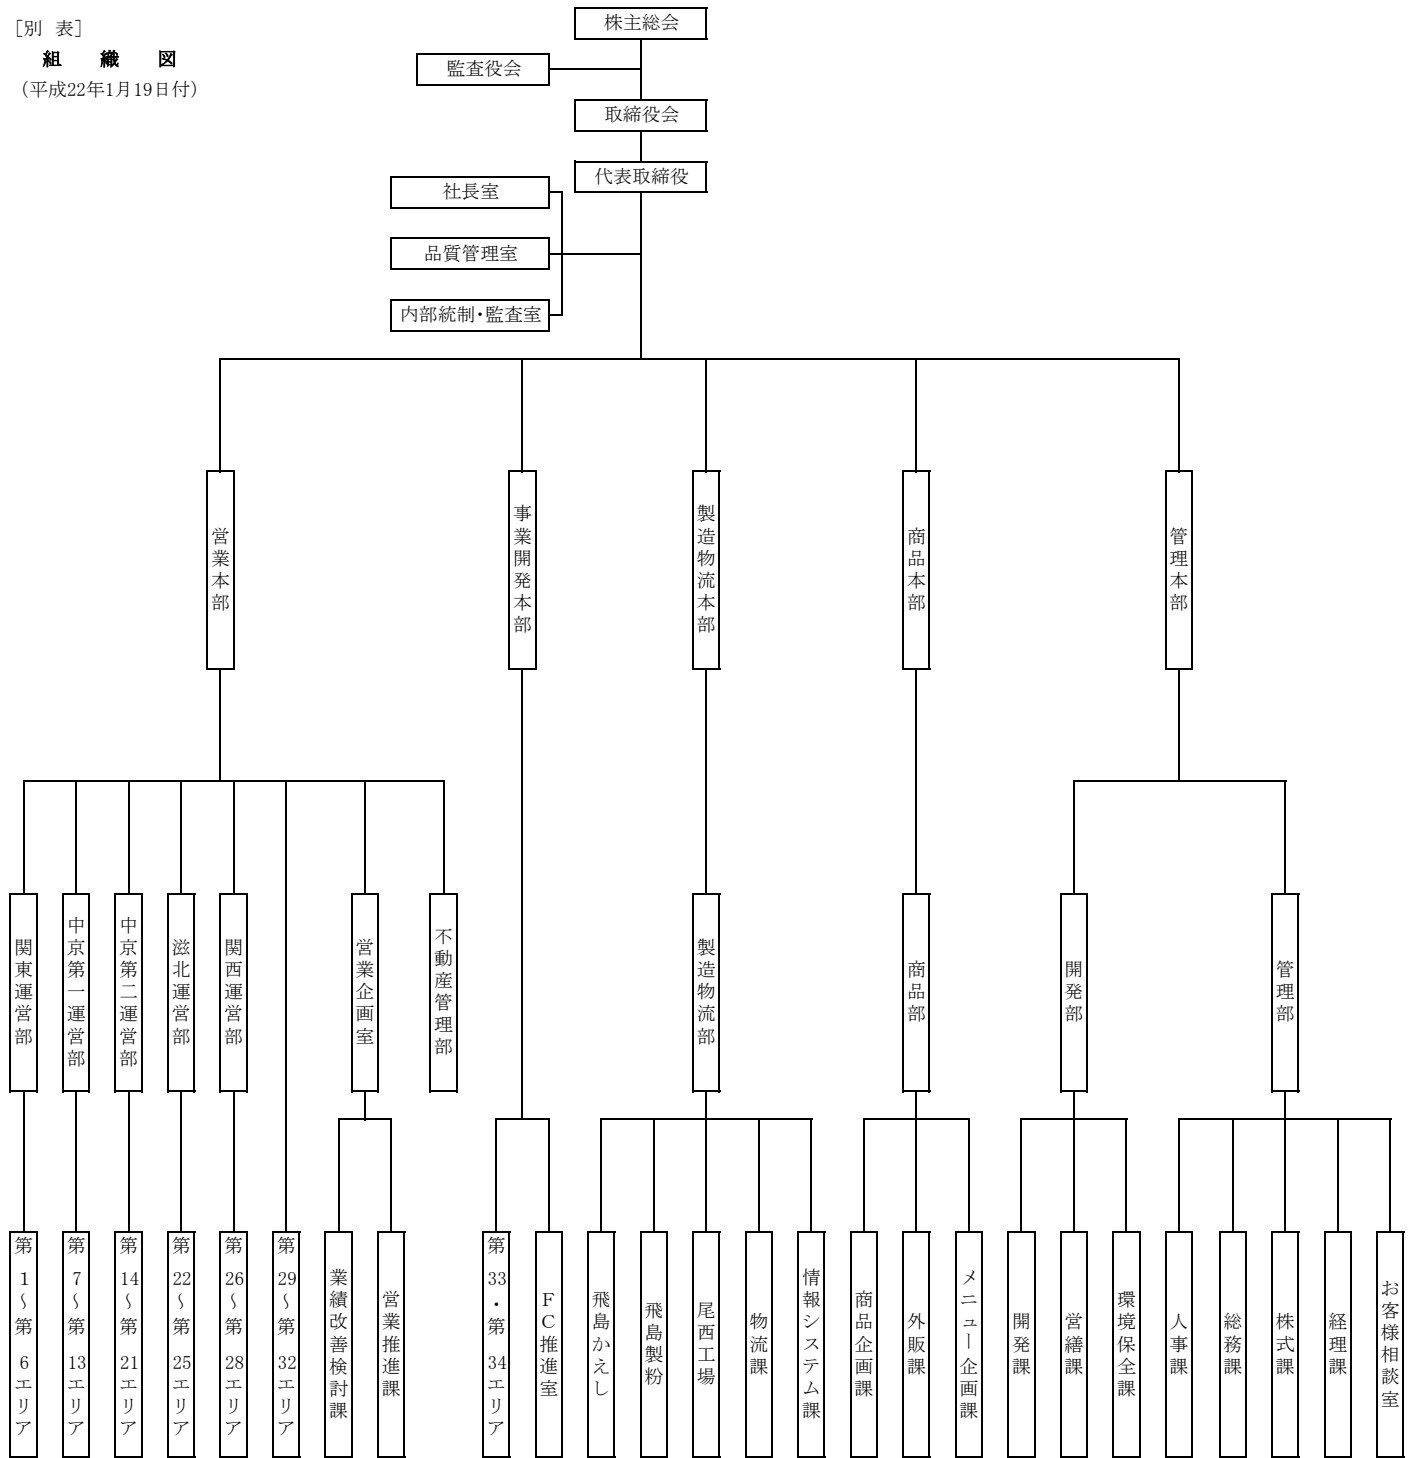 ［別 表］
組 織 図
（平成22年1月19日付）
株主総会
監査役会
取締役会
代表取締役
社長室
品質管理室
内部統制・監査室
営業本部
事業開発本部
製造物流本部
商品本部
管理本部
関東運営部
中京第一運営部
中京第二運営部
滋北運営部
関西運営部
営業企画室
不動産管理部
製造物流部
商品部
開発部
管理部
第1～第6エリア
第7～第13エリア
第14～第21エリア
第22～第25エリア
第26～第28エリア
第29～第32エリア
業績改善検討課
営業推進課
第33・第34エリア
ＦＣ推進室
飛島かえし
飛島製粉
尾西工場
物流課
情報システム課
商品企画課
外販課
メニュー企画課
開発課
営繕課
環境保全課
人事課
総務課
株式課
経理課
お客様相談室